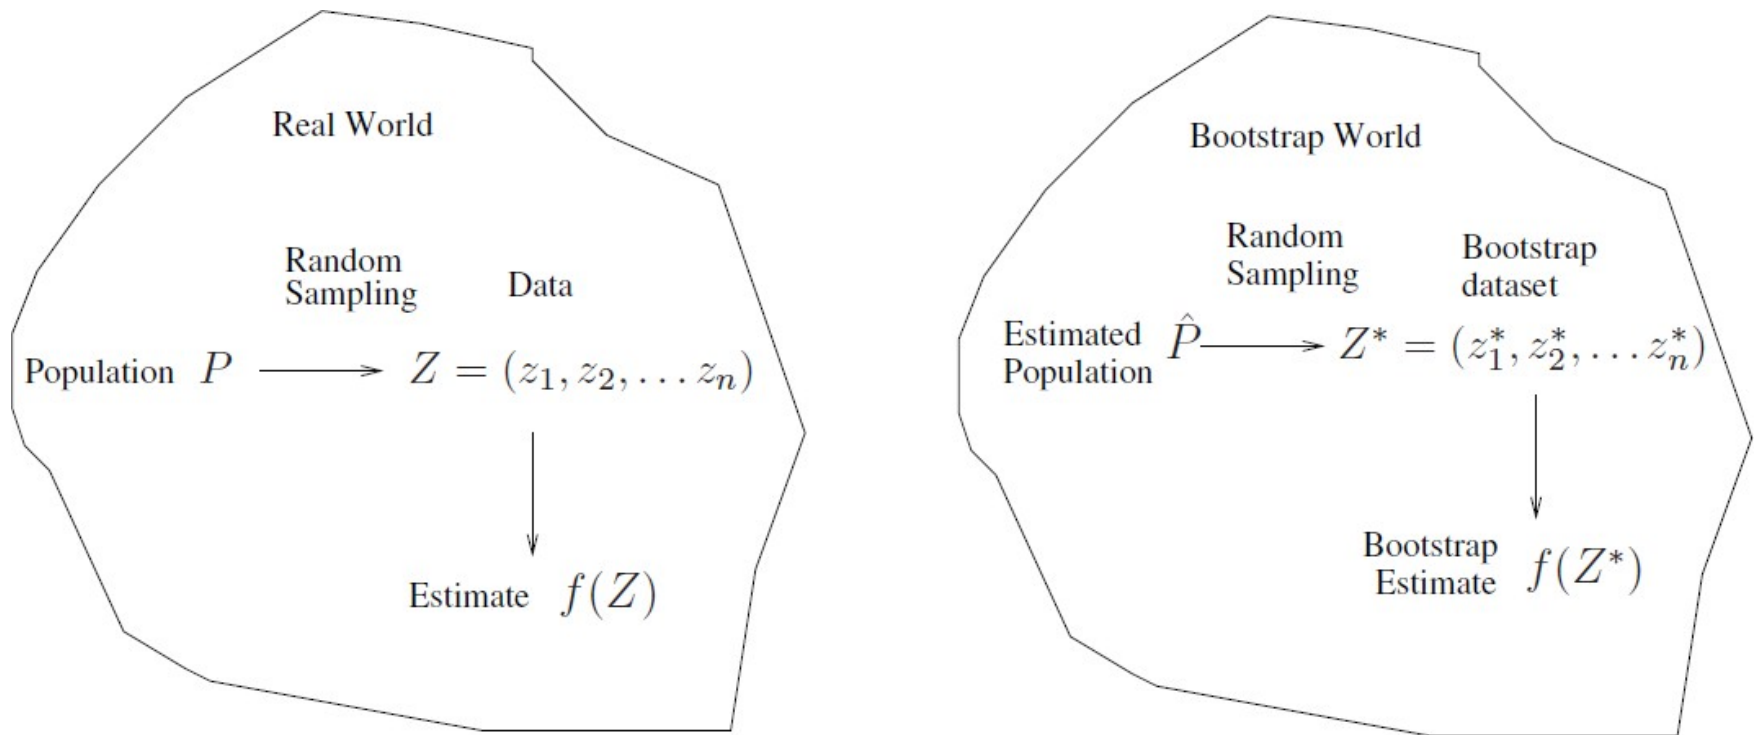 Real World
Random
Sampling
Data
Population P
Z = (z₁, z₂, . . . zₙ)
Estimate f(Z)
Bootstrap World
Random
Sampling
Bootstrap
dataset
Estimated
Population
P̂
Z* = (z₁*, z₂*, . . . zₙ*)
Bootstrap
Estimate
f(Z*)